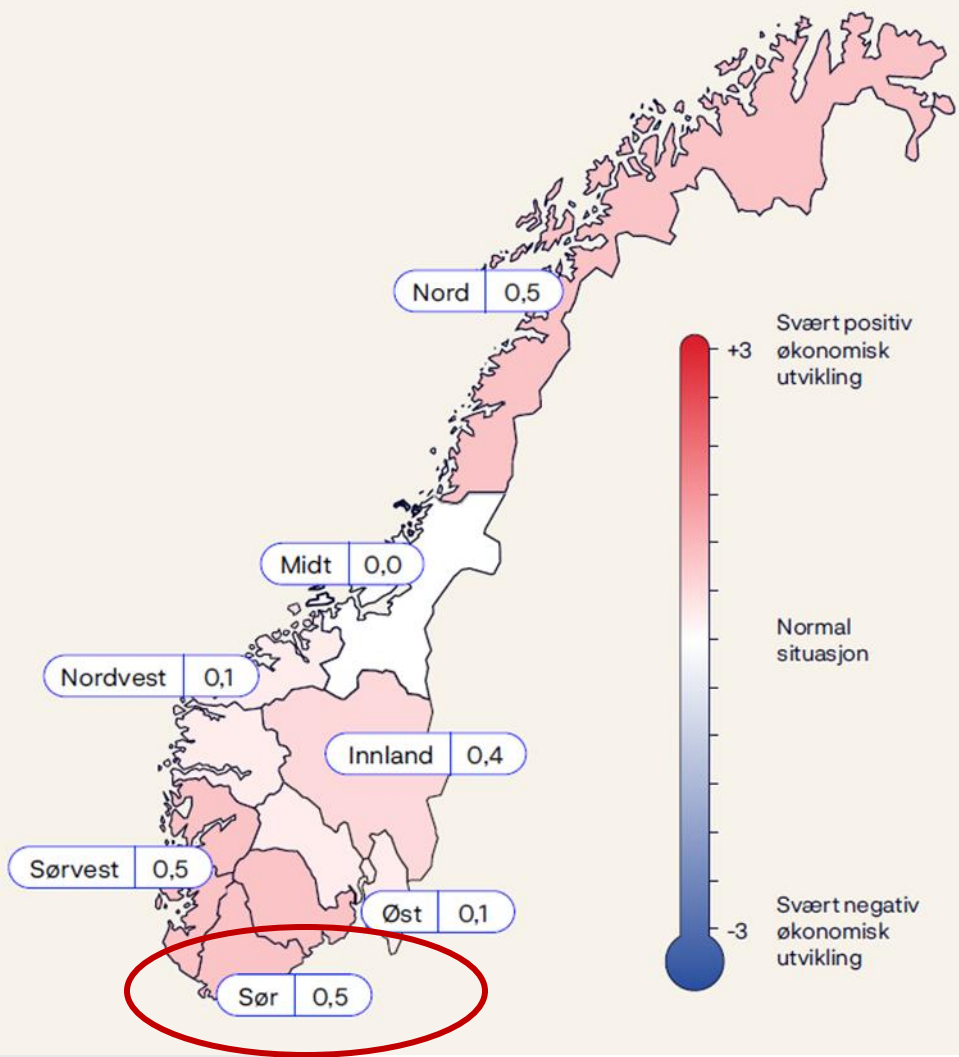 Nord 0,5
Svært positiv
+3 økonomisk
utvikling
Midt 0,0
Normal
situasjon
Nordvest 0,1
Innland 0,4
Sørvest 0,5
Øst 0,1
Svært negativ
-3 økonomisk
utvikling
Sør 0,5